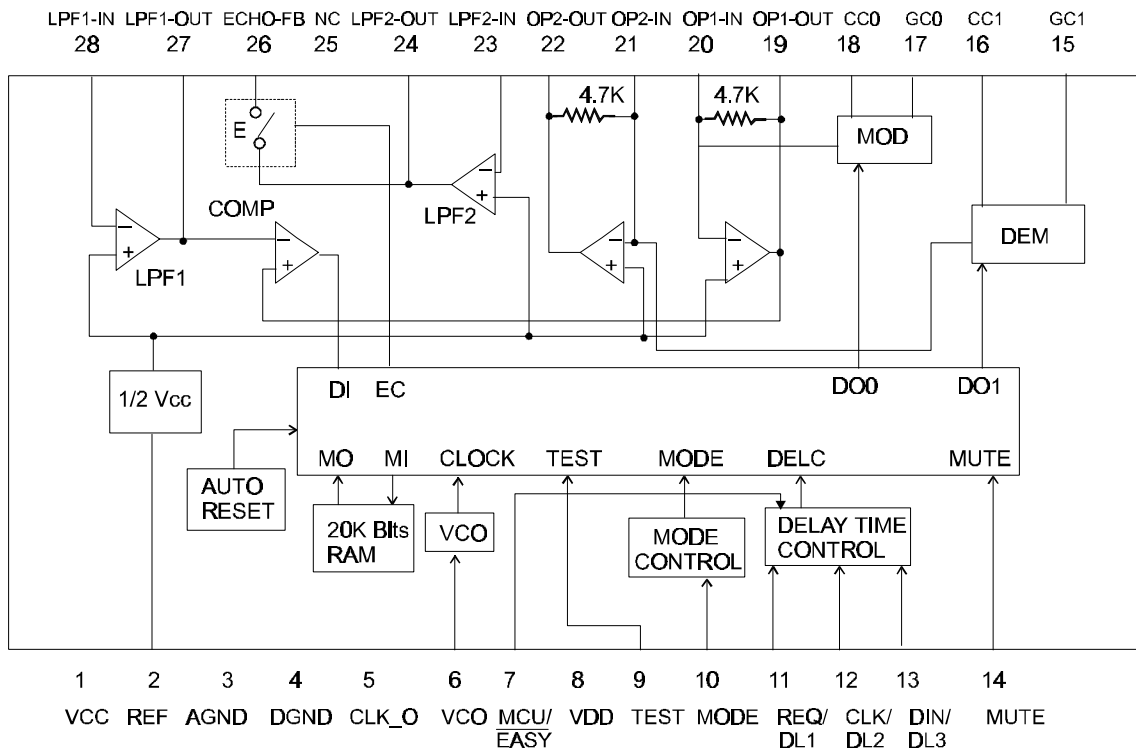 LPF1-IN LPF1-OUT ECHO-FB NC LPF2-OUT LPF2-IN OP2-OUT OP2-IN OP1-IN OP1-OUT CC0 GC0 CC1 GC1
28 27 26 25 24 23 22 21 20 19 18 17 16 15
4.7K 4.7K
E
MOD
COMP
LPF2
DEM
LPF1
- + - + + - + - +
1/2 Vcc
DI EC DO0 DO1
MO MI CLOCK TEST MODE DELC MUTE
AUTO
RESET
20K BIts
RAM
VCO
MODE
CONTROL
DELAY TIME
CONTROL
1 2 3 4 5 6 7 8 9 10 11 12 13 14
VCC REF AGND DGND CLK_O VCO MCU/ VDD TEST MODE REQ/ CLK/ DIN/ MUTE
EASY DL1 DL2 DL3